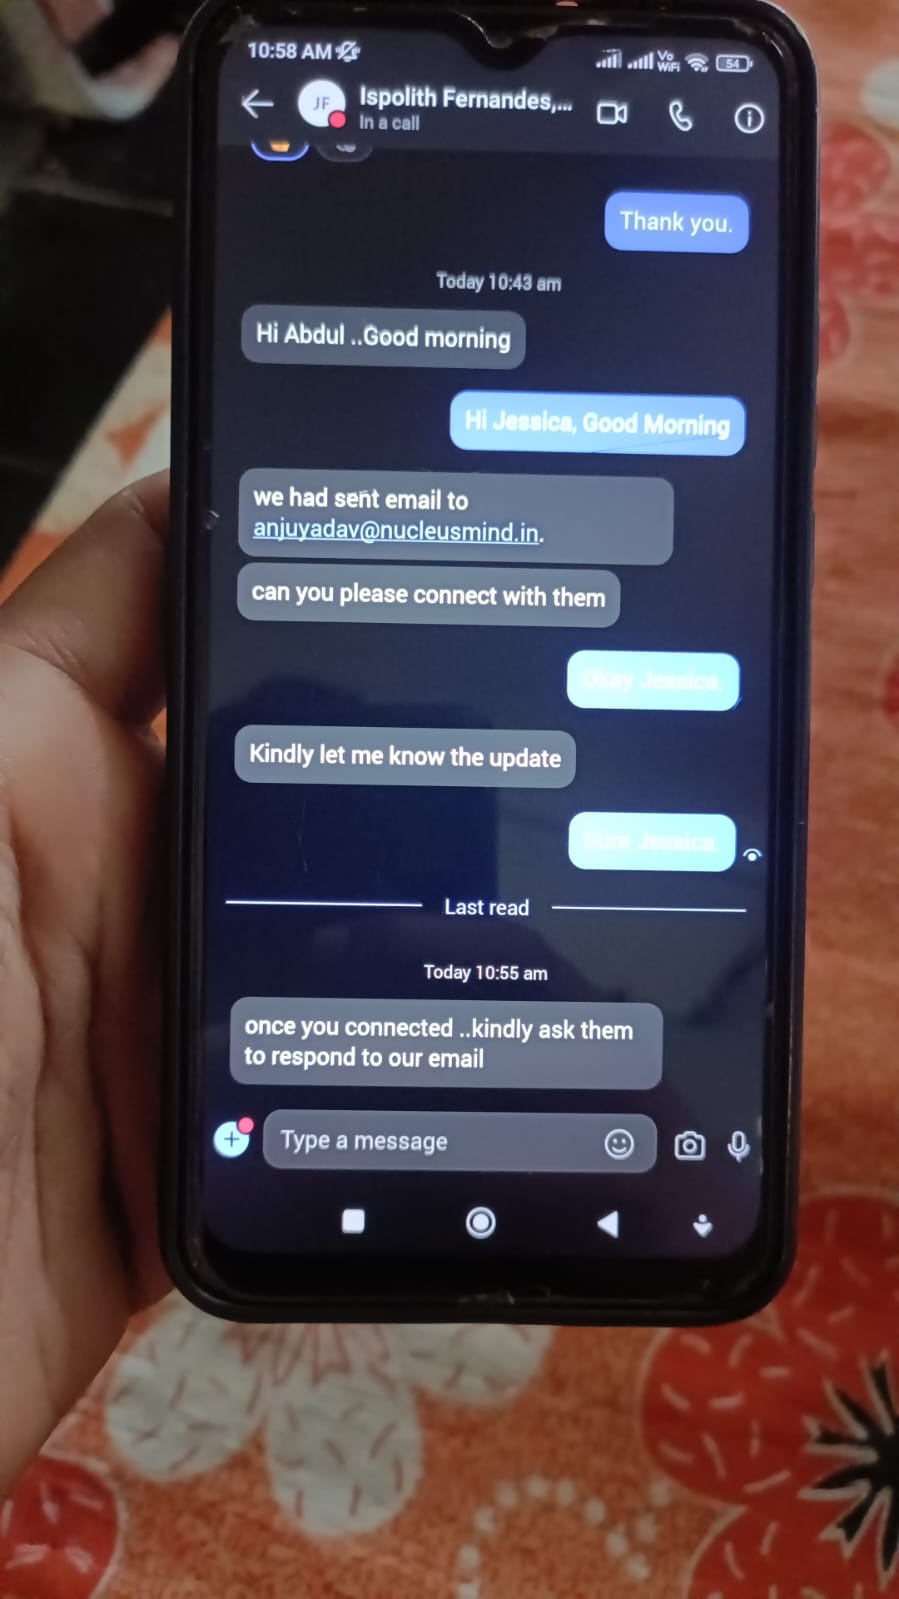 10:58 AM
Vo
WiFi
54
JF
Ispolith Fernandes,...
In a call
Thank you.
Today 10:43 am
Hi Abdul ..Good morning
Hi Jessica, Good Morning
we had sent email to
anjuyadav@nucleusmind.in.
can you please connect with them
Okay Jessica.
Kindly let me know the update
Sure Jessica.
Last read
Today 10:55 am
once you connected ..kindly ask them
to respond to our email
Type a message